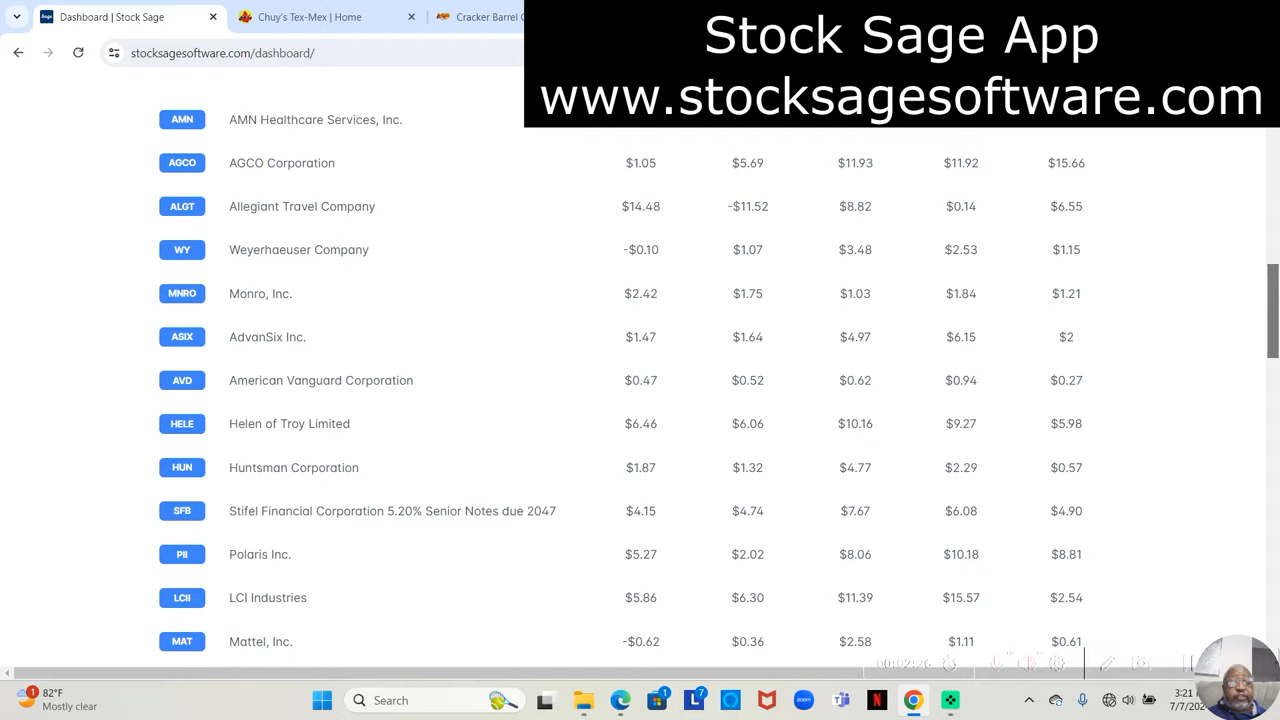 Dashboard | Stock Sage
Chuy's Tex-Mex | Home
Cracker Barrel
stocksagesoftware.com/dashboard/
Stock Sage App
www.stocksagesoftware.com
AMN AMN Healthcare Services, Inc.
AGCO AGCO Corporation $1.05 $5.69 $11.93 $11.92 $15.66
ALGT Allegiant Travel Company $14.48 -$11.52 $8.82 $0.14 $6.55
WY Weyerhaeuser Company -$0.10 $1.07 $3.48 $2.53 $1.15
MNRO Monro, Inc. $2.42 $1.75 $1.03 $1.84 $1.21
ASIX AdvanSix Inc. $1.47 $1.64 $4.97 $6.15 $2
AVD American Vanguard Corporation $0.47 $0.52 $0.62 $0.94 $0.27
HELE Helen of Troy Limited $6.46 $6.06 $10.16 $9.27 $5.98
HUN Huntsman Corporation $1.87 $1.32 $4.77 $2.29 $0.57
SFB Stifel Financial Corporation 5.20% Senior Notes due 2047 $4.15 $4.74 $7.67 $6.08 $4.90
PII Polaris Inc. $5.27 $2.02 $8.06 $10.18 $8.81
LCII LCI Industries $5.86 $6.30 $11.39 $15.57 $2.54
MAT Mattel, Inc. -$0.62 $0.36 $2.58 $1.11 $0.61
82°F
Mostly clear
Search
zoom
3:21
7/7/202